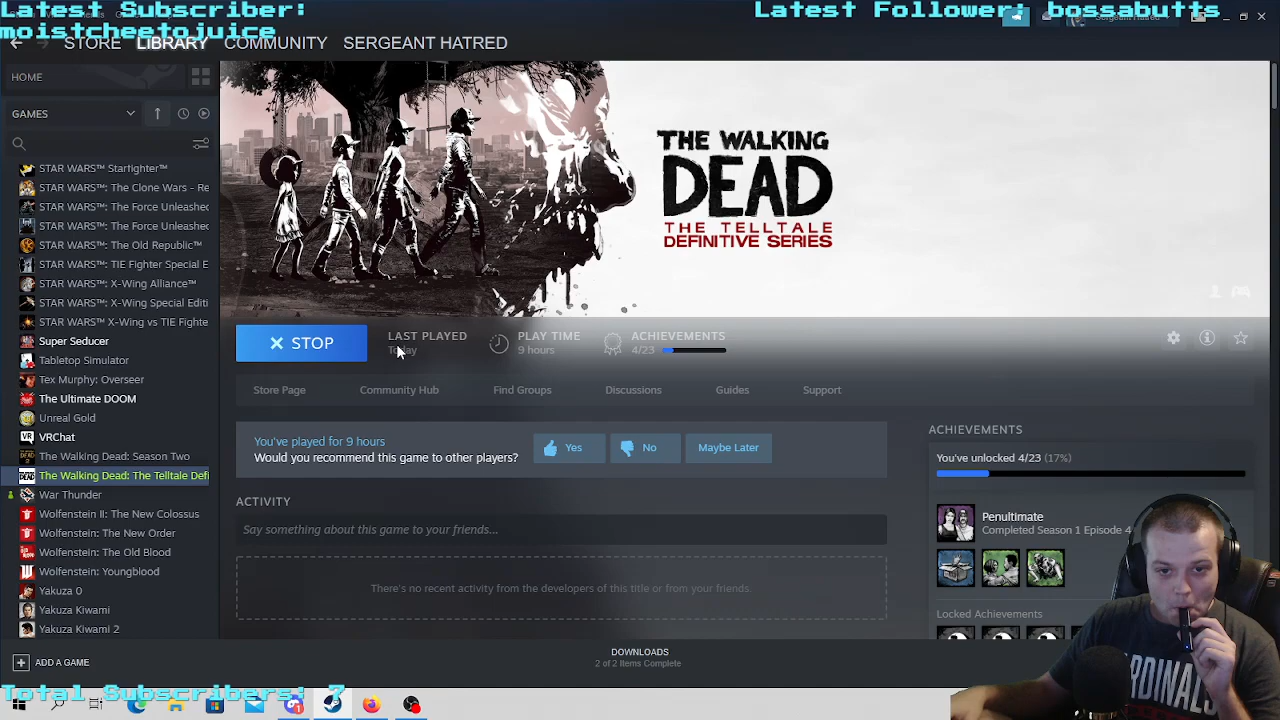 Latest Subscriber:
moistcheetojuice
Latest Follower: bossabutts
STORE LIBRARY COMMUNITY SERGEANT HATRED
HOME
GAMES
STAR WARS™ Starfighter™
STAR WARS™: The Clone Wars - Re
STAR WARS™: The Force Unleashed
STAR WARS™: The Force Unleashed
STAR WARS™: The Old Republic™
STAR WARS™: TIE Fighter Special E
STAR WARS™: X-Wing Alliance™
STAR WARS™: X-Wing Special Editi
STAR WARS™ X-Wing vs TIE Fighte
Super Seducer
Tabletop Simulator
Tex Murphy: Overseer
The Ultimate DOOM
Unreal Gold
VRChat
The Walking Dead: Season Two
The Walking Dead: The Telltale Defi
War Thunder
Wolfenstein II: The New Colossus
Wolfenstein: The New Order
Wolfenstein: The Old Blood
Wolfenstein: Youngblood
Yakuza 0
Yakuza Kiwami
Yakuza Kiwami 2
ADD A GAME
Total Subscribers: 7
THE WALKING
DEAD
THE TELLTALE
DEFINITIVE SERIES
STOP
LAST PLAYED
Today
PLAY TIME
9 hours
ACHIEVEMENTS
4/23
Store Page Community Hub Find Groups Discussions Guides Support
You've played for 9 hours
Would you recommend this game to other players?
Yes No Maybe Later
ACTIVITY
Say something about this game to your friends...
There's no recent activity from the developers of this title or from your friends.
ACHIEVEMENTS
You've unlocked 4/23 (17%)
Penultimate
Completed Season 1 Episode 4
Locked Achievements
DOWNLOADS
2 of 2 Items Complete
RDINALS